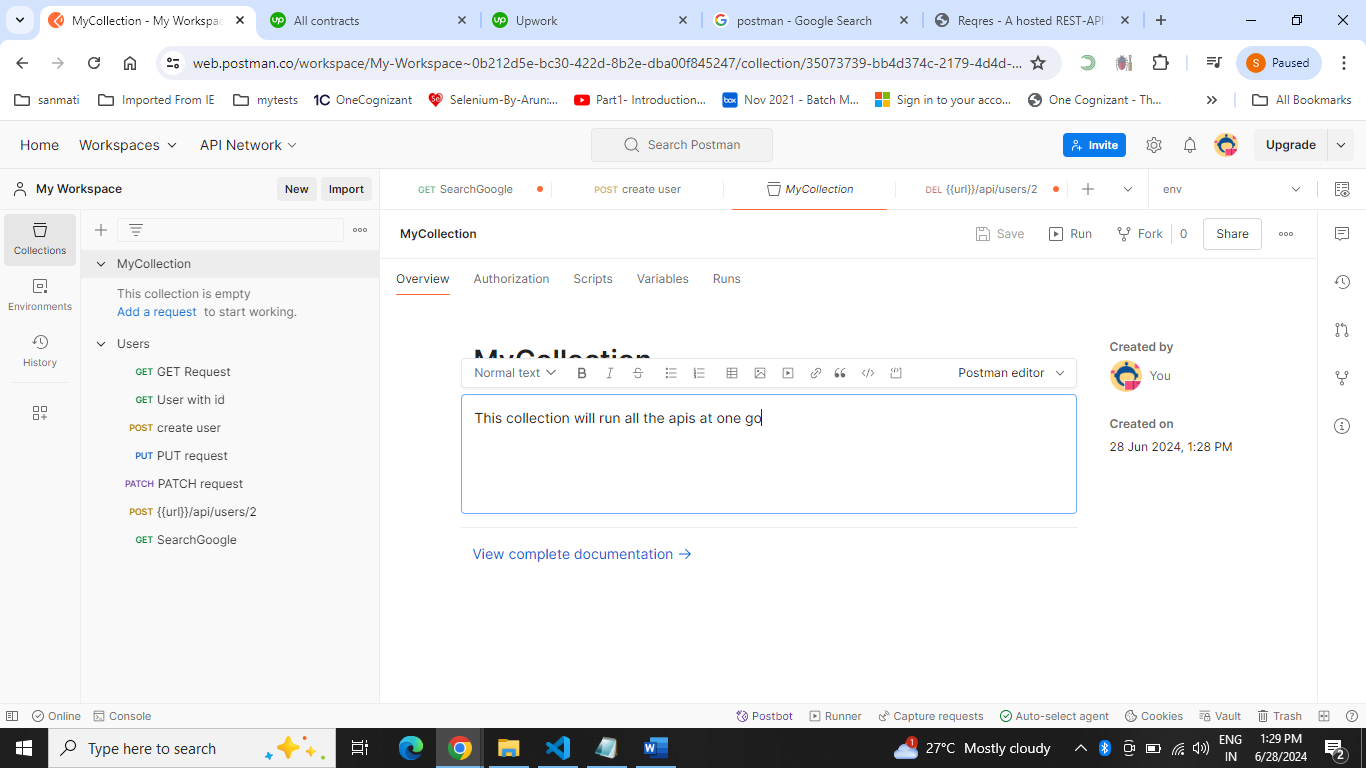 MyCollection - My Workspac
All contracts
Upwork
postman - Google Search
Reqres - A hosted REST-API
web.postman.co/workspace/My-Workspace~0b212d5e-bc30-422d-8b2e-dba00f845247/collection/35073739-bb4d374c-2179-4d4d-...
S Paused
sanmati
Imported From IE
mytests
1C OneCognizant
Selenium-By-Arun:...
Part1- Introduction...
box Nov 2021 - Batch M...
Sign in to your acco...
One Cognizant - Th...
All Bookmarks
Home
Workspaces
API Network
Search Postman
Invite
Upgrade
My Workspace
New
Import
GET SearchGoogle
POST create user
MyCollection
DEL {{url}}/api/users/2
env
Collections
Environments
History
MyCollection
This collection is empty
Add a request to start working.
Users
GET GET Request
GET User with id
POST create user
PUT PUT request
PATCH PATCH request
POST {{url}}/api/users/2
GET SearchGoogle
MyCollection
Save
Run
Fork 0
Share
Overview
Authorization
Scripts
Variables
Runs
MyCollection
Normal text
B
I
S
Postman editor
This collection will run all the apis at one go
View complete documentation →
Created by
You
Created on
28 Jun 2024, 1:28 PM
Online
Console
Postbot
Runner
Capture requests
Auto-select agent
Cookies
Vault
Trash
Type here to search
1
27°C Mostly cloudy
ENG
IN
1:29 PM
6/28/2024
2